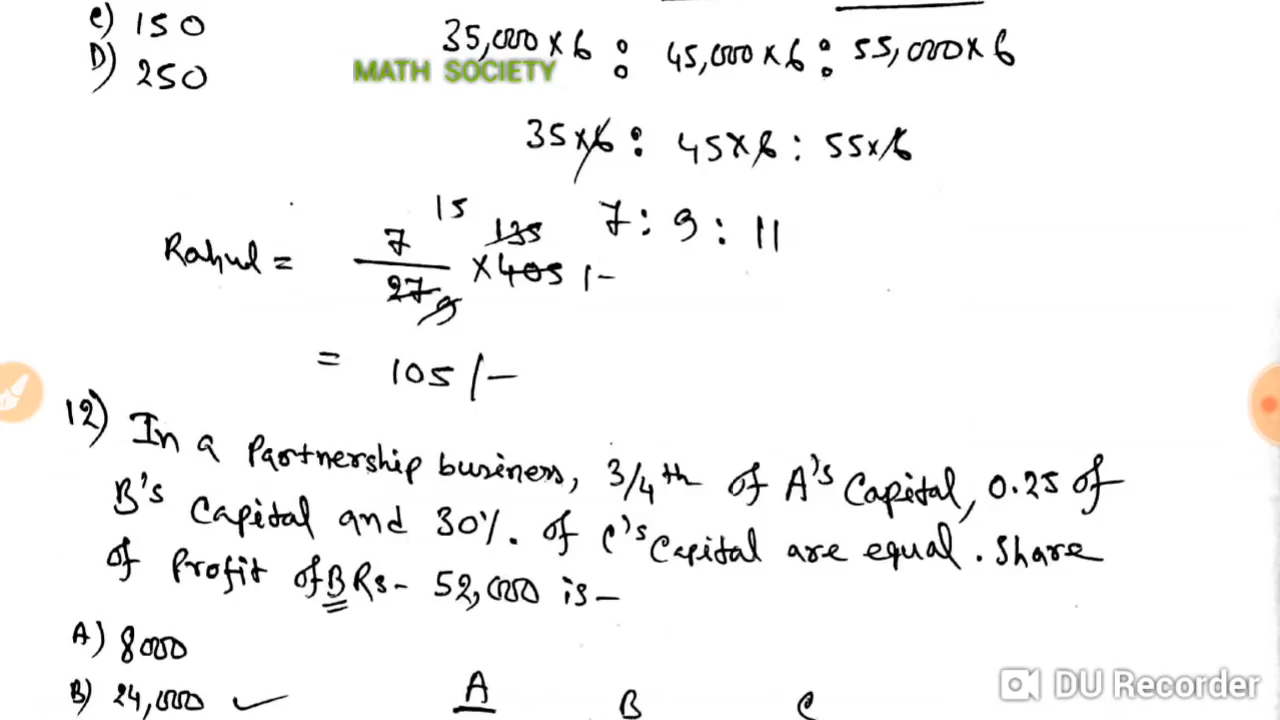 c) 150
D) 250
MATH SOCIETY
35,000 × 6 : 45,000 × 6 : 55,000 × 6
35×6 : 45×6 : 55×6
7 : 9 : 11
15 135
Rahul = 7/27 × 405 /-
9
= 105 /-
12) In a Partnership business, 3/4 th of A's Capital, 0.25 of
B's Capital and 30% of C's Capital are equal. Share
of Profit of B Rs - 52,000 is -
A) 8000
B) 24,000 ✓
A B C
DU Recorder